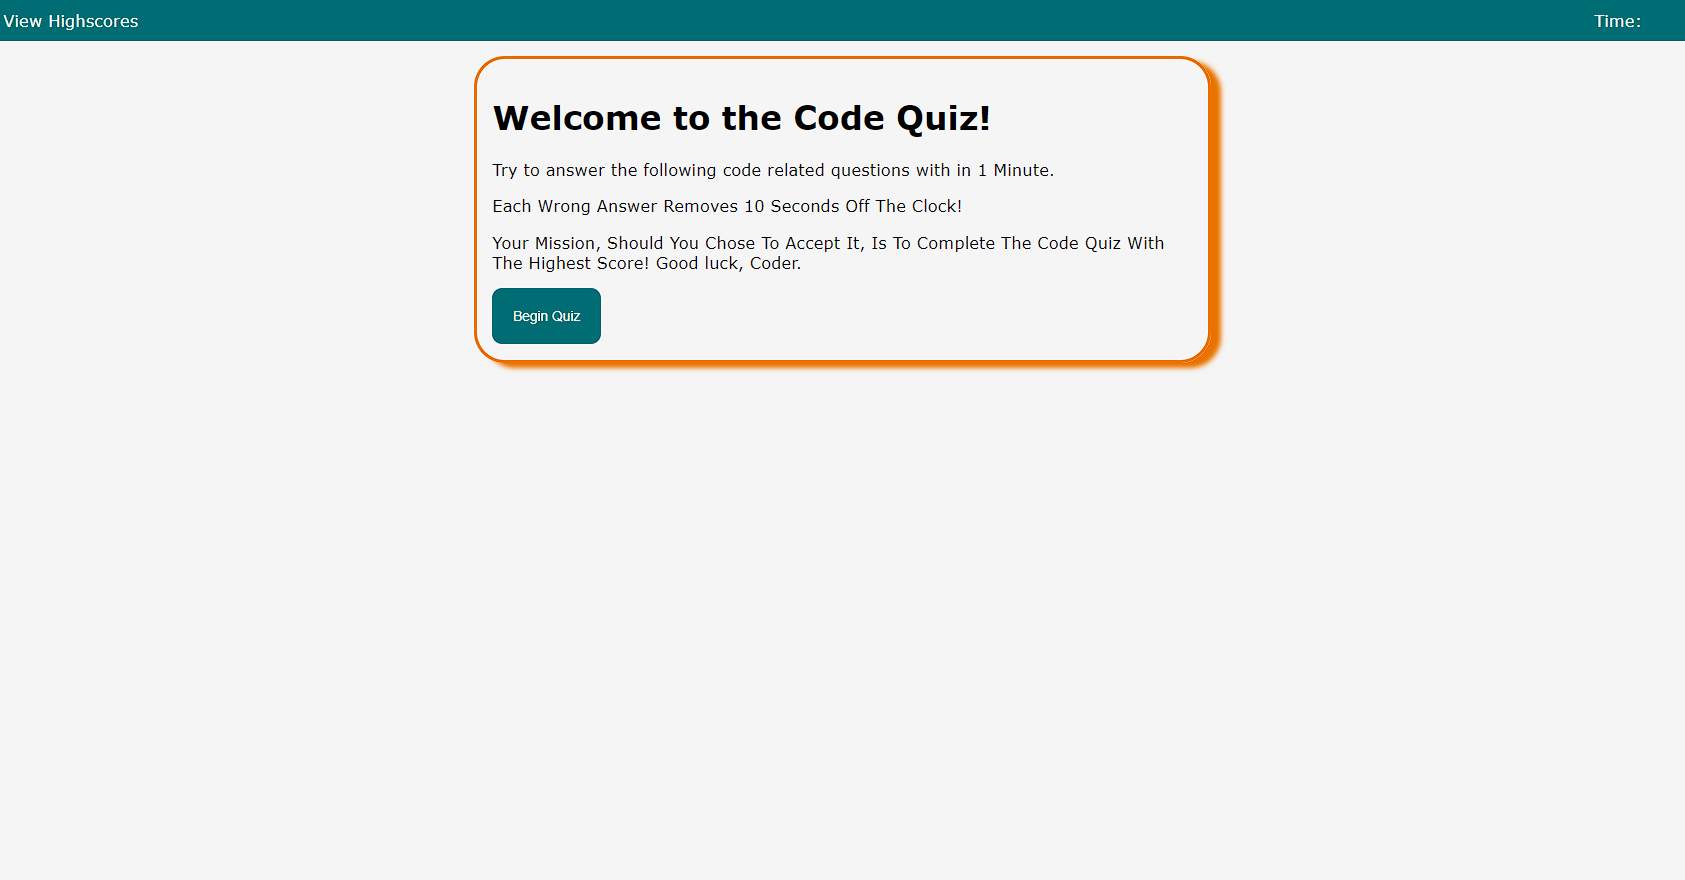 View Highscores
Time:
Welcome to the Code Quiz!
Try to answer the following code related questions with in 1 Minute.
Each Wrong Answer Removes 10 Seconds Off The Clock!
Your Mission, Should You Chose To Accept It, Is To Complete The Code Quiz With
The Highest Score! Good luck, Coder.
Begin Quiz